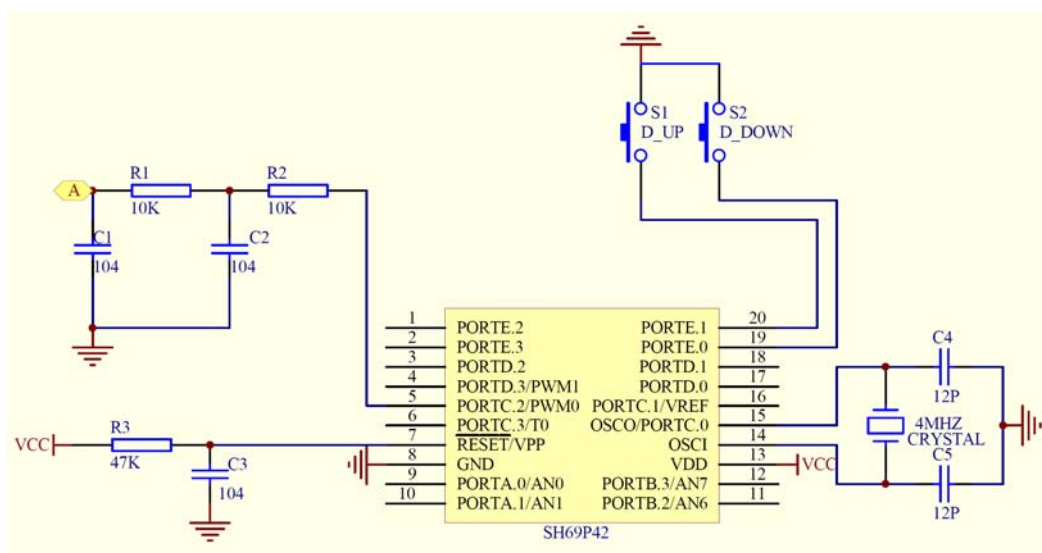 S1
D_UP
S2
D_DOWN
A
R1
10K
R2
10K
C1
104
C2
104
VCC
R3
47K
C3
104
1 PORTE.2
2 PORTE.3
3 PORTD.2
4 PORTD.3/PWM1
5 PORTC.2/PWM0
6 PORTC.3/T0
7 RESET/VPP
8 GND
9 PORTA.0/AN0
10 PORTA.1/AN1
PORTE.1 20
PORTE.0 19
PORTD.1 18
PORTD.0 17
PORTC.1/VREF 16
OSCO/PORTC.0 15
OSCI 14
VDD 13
PORTB.3/AN7 12
PORTB.2/AN6 11
VCC
SH69P42
C4
12P
4MHZ
CRYSTAL
C5
12P